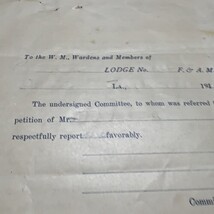 To the W. M., Wardens and Members of
LODGE No. F. & A. M
LA., 192
The undersigned Committee, to whom was referred
petition of Mr.
respectfully report favorably.
Commi